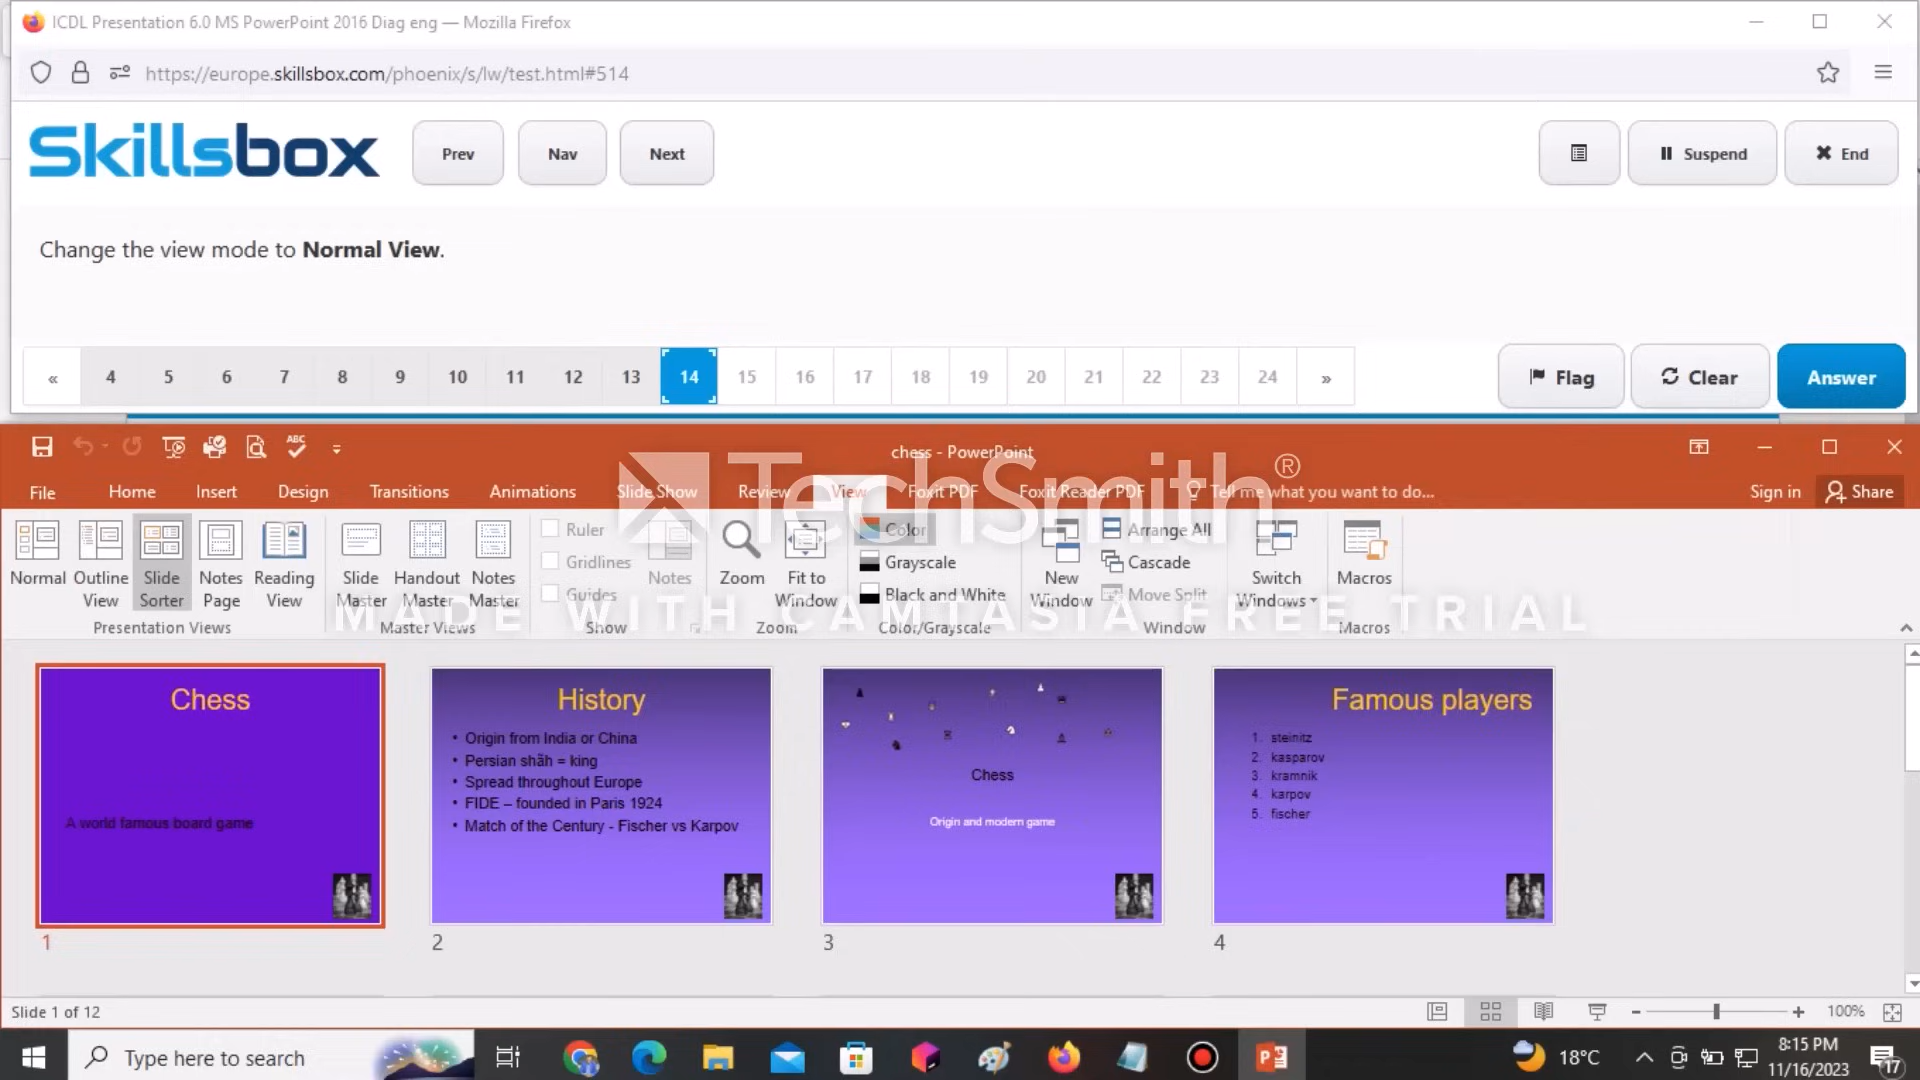 ICDL Presentation 6.0 MS PowerPoint 2016 Diag eng — Mozilla Firefox
https://europe.skillsbox.com/phoenix/s/lw/test.html#514
Skillsbox
Prev Nav Next Suspend End
Change the view mode to Normal View.
« 4 5 6 7 8 9 10 11 12 13 14 15 16 17 18 19 20 21 22 23 24 » Flag Clear Answer
ABC
chess - PowerPoint
File Home Insert Design Transitions Animations Slide Show Review View Foxit PDF Foxit Reader PDF Tell me what you want to do... Sign in Share
TechSmith®
Normal Outline View Slide Sorter Notes Page Reading View
Presentation Views
Slide Master Handout Master Notes Master
Master Views
Ruler
Gridlines
Guides
Notes
Show
Zoom Fit to Window
Zoom
Color
Grayscale
Black and White
Color/Grayscale
New Window
Arrange All
Cascade
Move Split
Switch Windows
Window
Macros
Macros
MADE WITH CAMTASIA FREE TRIAL
Chess
A world famous board game
1
History
• Origin from India or China
• Persian shãh = king
• Spread throughout Europe
• FIDE – founded in Paris 1924
• Match of the Century - Fischer vs Karpov
2
Chess
Origin and modern game
3
Famous players
1. steinitz
2. kasparov
3. kramnik
4. karpov
5. fischer
4
Slide 1 of 12
100%
Type here to search
18°C
8:15 PM
11/16/2023
17